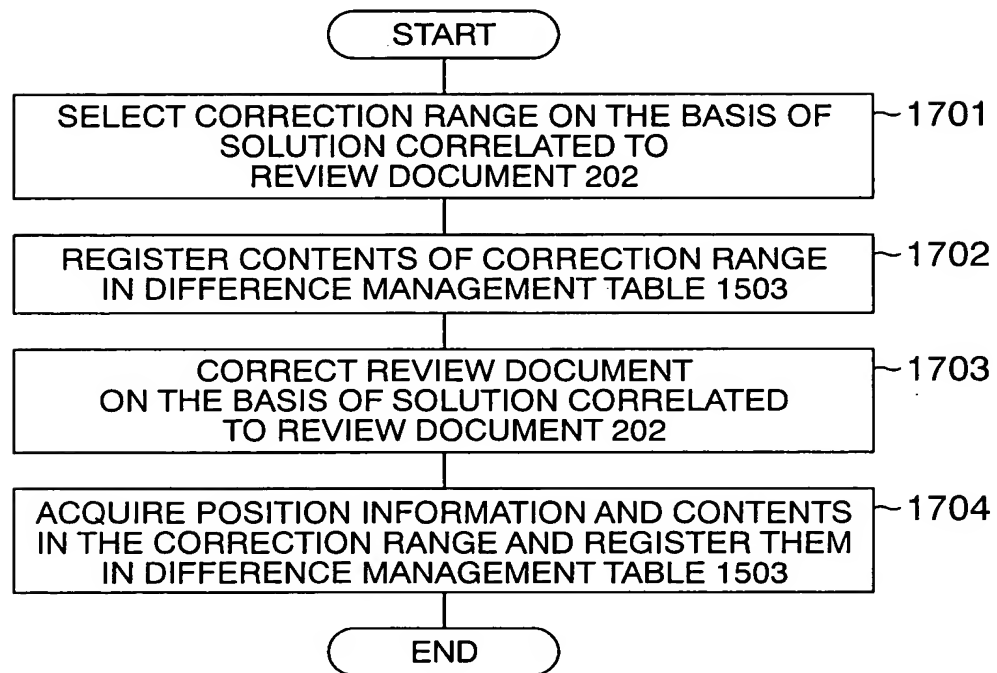 START
SELECT CORRECTION RANGE ON THE BASIS OF
SOLUTION CORRELATED TO
REVIEW DOCUMENT 202
1701
REGISTER CONTENTS OF CORRECTION RANGE
IN DIFFERENCE MANAGEMENT TABLE 1503
1702
CORRECT REVIEW DOCUMENT
ON THE BASIS OF SOLUTION CORRELATED
TO REVIEW DOCUMENT 202
1703
ACQUIRE POSITION INFORMATION AND CONTENTS
IN THE CORRECTION RANGE AND REGISTER THEM
IN DIFFERENCE MANAGEMENT TABLE 1503
1704
END